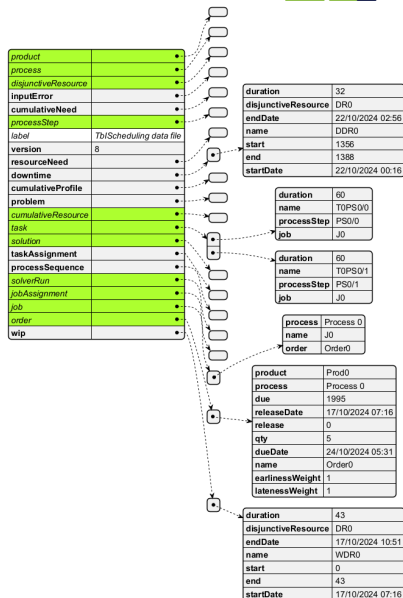 product
process
disjunctiveResource
inputError
cumulativeNeed
processStep
label TblScheduling data file
version 8
resourceNeed
downtime
cumulativeProfile
problem
cumulativeResource
task
solution
taskAssignment
processSequence
solverRun
jobAssignment
job
order
wip
duration 32
disjunctiveResource DR0
endDate 22/10/2024 02:56
name DDR0
start 1356
end 1388
startDate 22/10/2024 00:16
duration 60
name T0PS0/0
processStep PS0/0
job J0
duration 60
name T0PS0/1
processStep PS0/1
job J0
process Process 0
name J0
order Order0
product Prod0
process Process 0
due 1995
releaseDate 17/10/2024 07:16
release 0
qty 5
dueDate 24/10/2024 05:31
name Order0
earlinessWeight 1
latenessWeight 1
duration 43
disjunctiveResource DR0
endDate 17/10/2024 10:51
name WDR0
start 0
end 43
startDate 17/10/2024 07:16